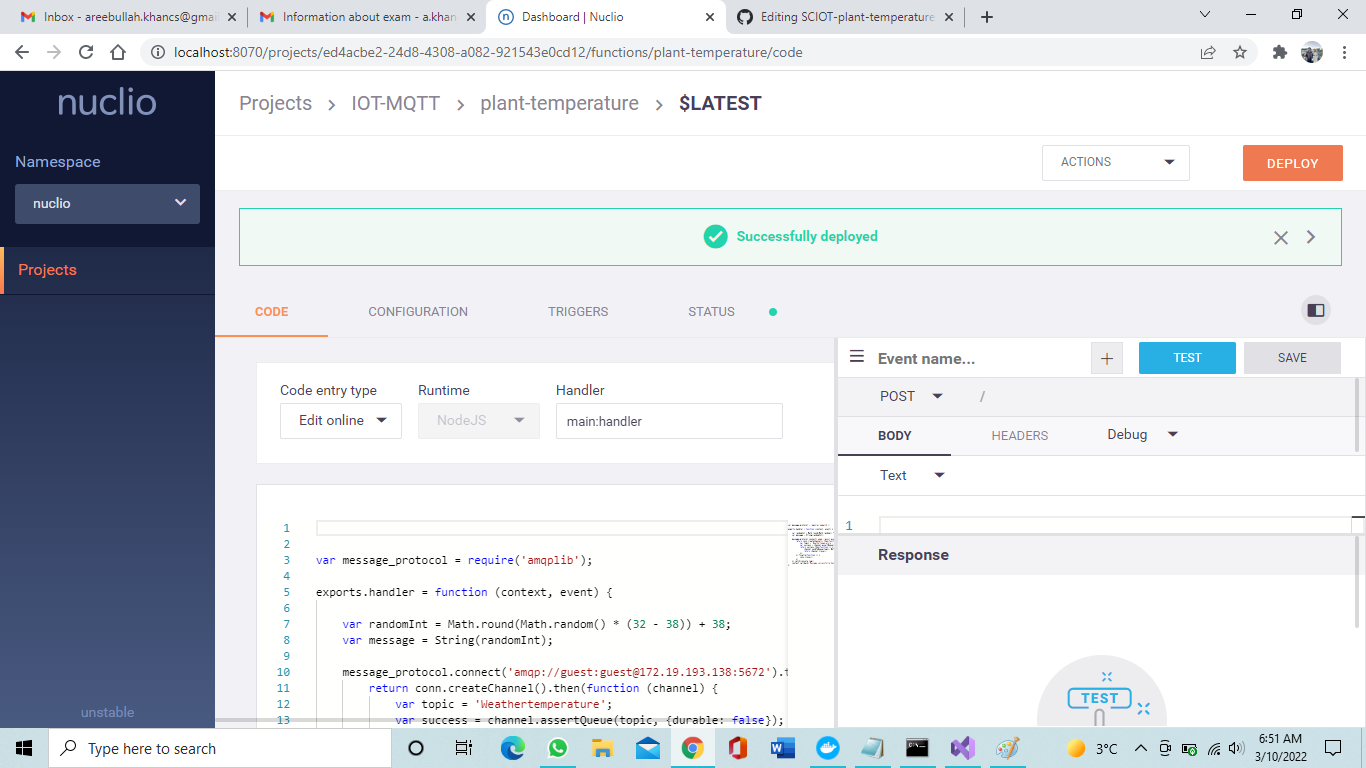 Inbox - areebullah.khancs@gmai
Information about exam - a.khan
Dashboard | Nuclio
Editing SCIOT-plant-temperature
localhost:8070/projects/ed4acbe2-24d8-4308-a082-921543e0cd12/functions/plant-temperature/code
nuclio
Namespace
nuclio
Projects
unstable
Projects > IOT-MQTT > plant-temperature > $LATEST
ACTIONS
DEPLOY
Successfully deployed
CODE CONFIGURATION TRIGGERS STATUS
Code entry type Runtime Handler
Edit online NodeJS main:handler
1
2
3 var message_protocol = require('amqplib');
4
5 exports.handler = function (context, event) {
6
7 var randomInt = Math.round(Math.random() * (32 - 38)) + 38;
8 var message = String(randomInt);
9
10 message_protocol.connect('amqp://guest:guest@172.19.193.138:5672').t
11 return conn.createChannel().then(function (channel) {
12 var topic = 'Weathertemperature';
13 var success = channel.assertQueue(topic, {durable: false});
Event name...
+
TEST
SAVE
POST /
BODY HEADERS Debug
Text
1
Response
TEST
Type here to search
3°C
6:51 AM
3/10/2022